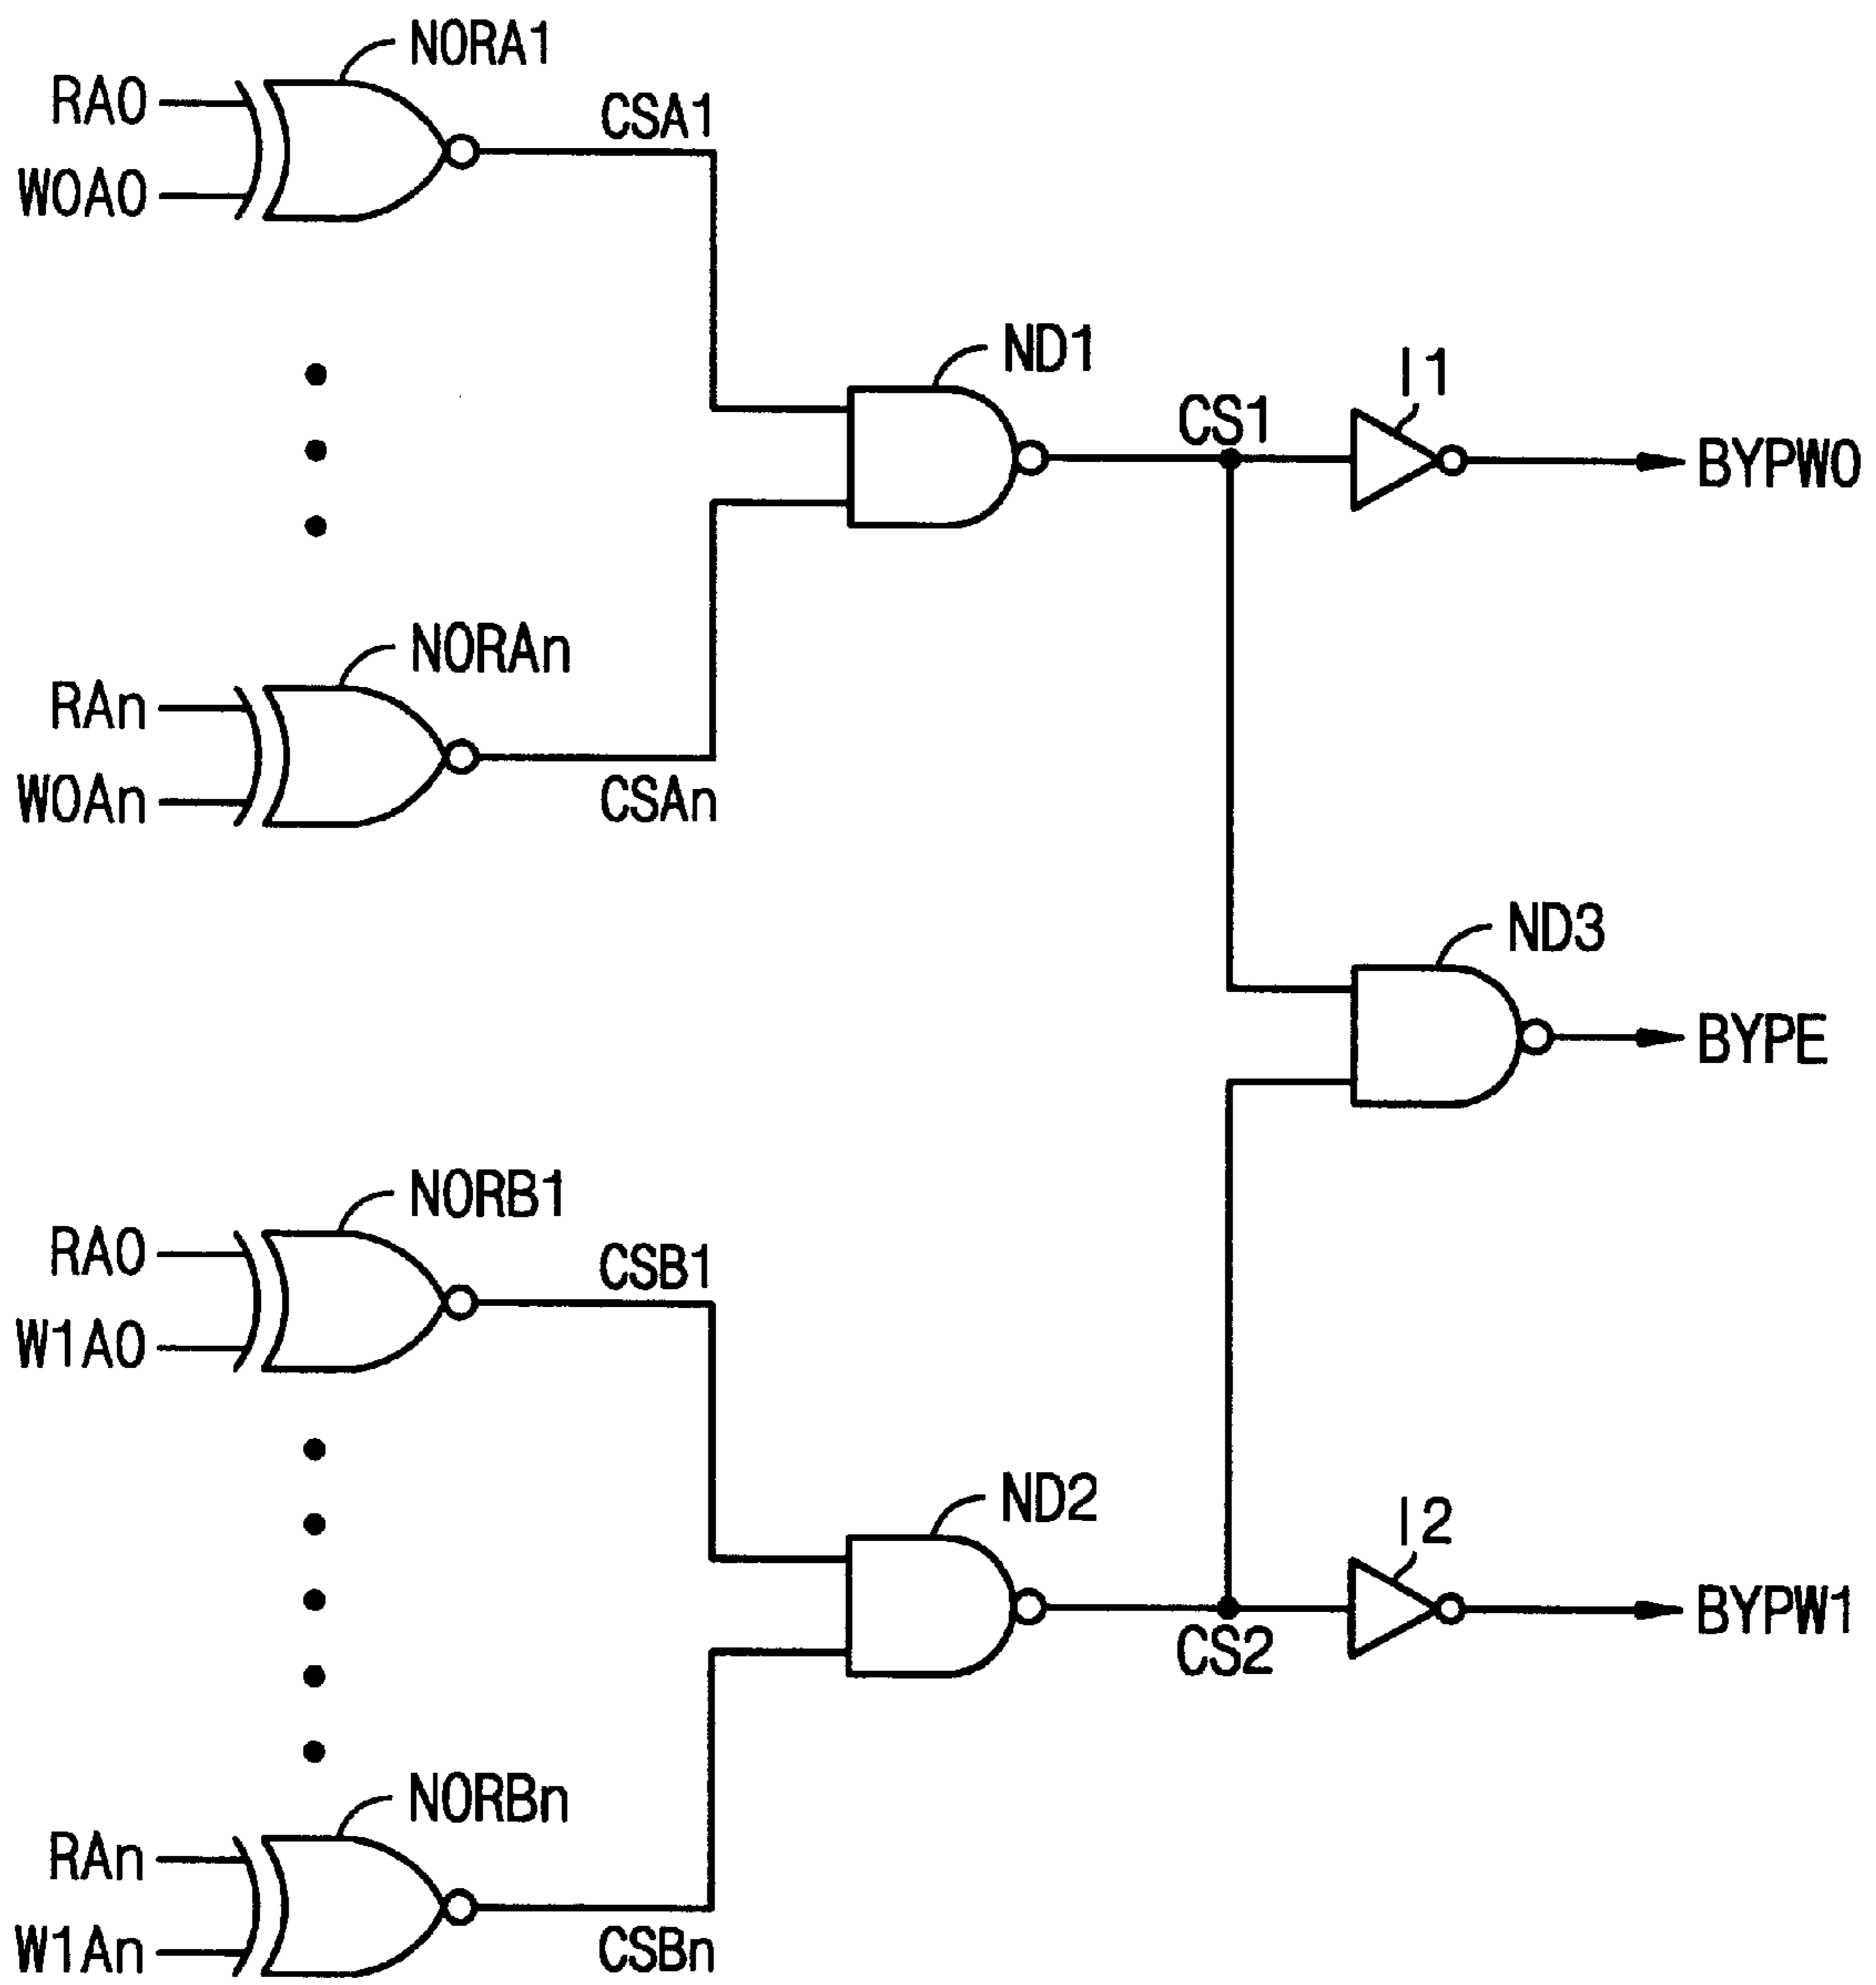 NORA1
RA0
CSA1
W0A0
ND1
I1
CS1
BYPW0
NORAn
RAn
W0An
CSAn
ND3
BYPE
NORB1
RA0
CSB1
W1A0
ND2
I2
BYPW1
CS2
NORBn
RAn
W1An
CSBn